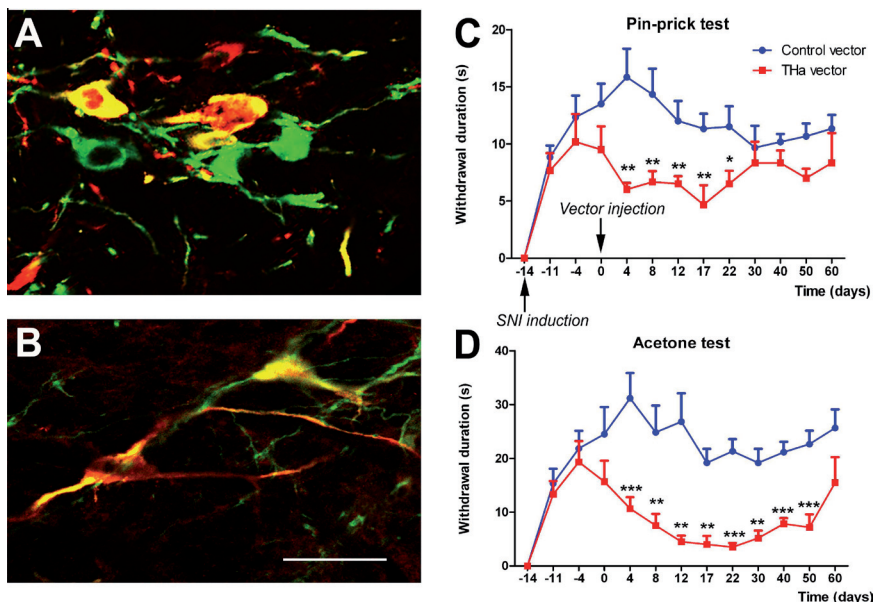 A
B
C
Pin-prick test
Withdrawal duration (s)
20
15
10
5
0
Control vector
THa vector
** ** ** ** *
Vector injection
-14 -11 -4 0 4 8 12 17 22 30 40 50 60
Time (days)
SNI induction
D
Acetone test
Withdrawal duration (s)
40
30
20
10
0
*** ** ** ** *** ** *** ***
-14 -11 -4 0 4 8 12 17 22 30 40 50 60
Time (days)